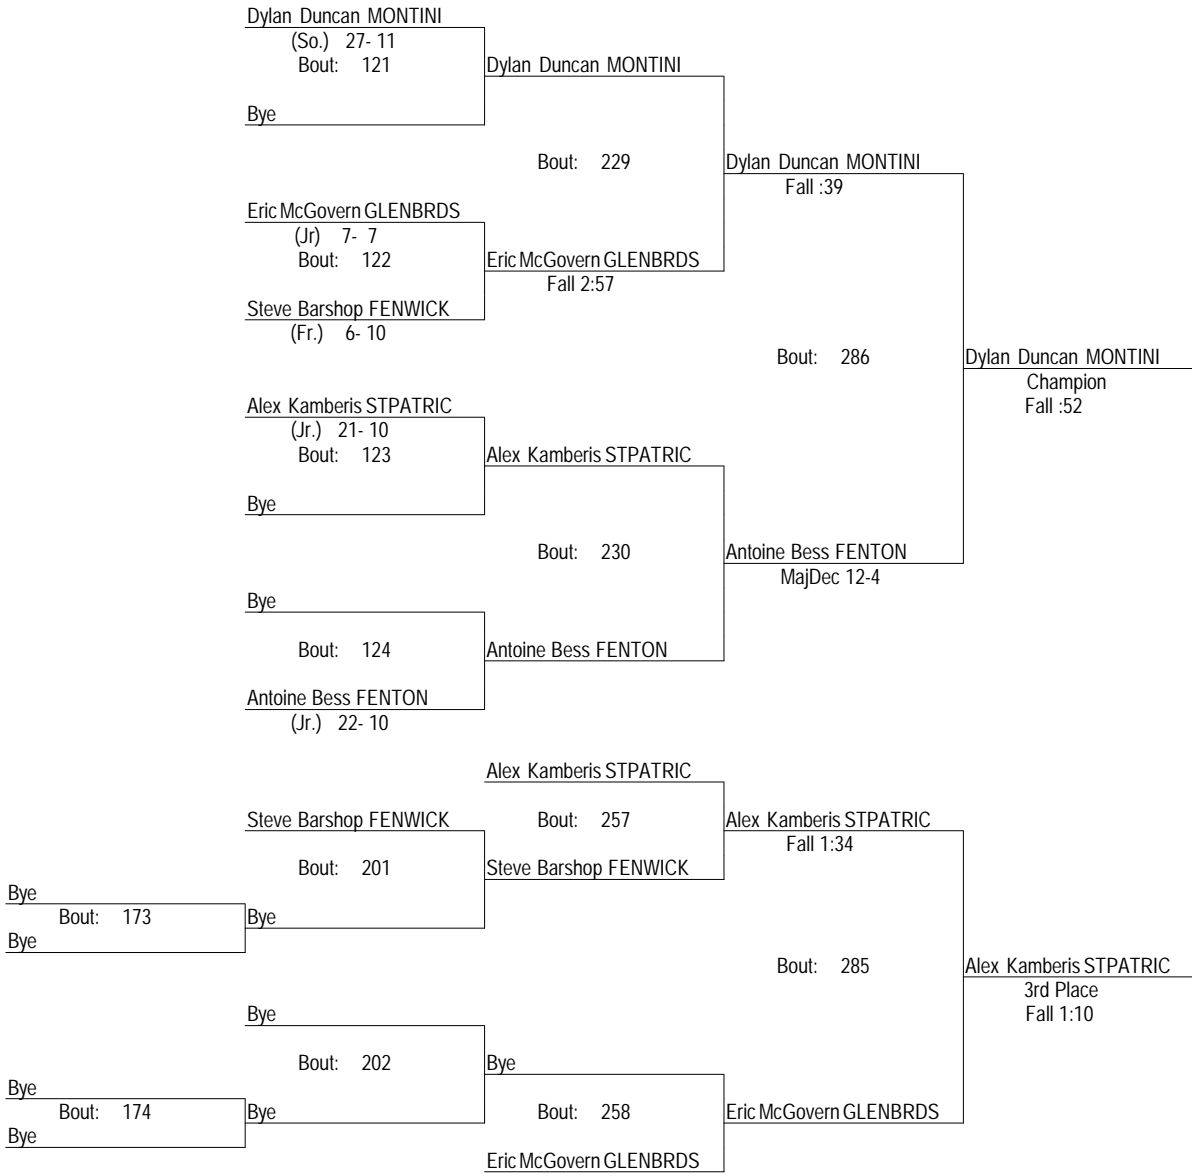 Dylan Duncan MONTINI
(So.) 27- 11
Bout: 121
Dylan Duncan MONTINI
Bye
Bout: 229
Dylan Duncan MONTINI
Fall :39
Eric McGovern GLENBRDS
(Jr) 7- 7
Bout: 122
Eric McGovern GLENBRDS
Fall 2:57
Steve Barshop FENWICK
(Fr.) 6- 10
Bout: 286
Dylan Duncan MONTINI
Champion
Fall :52
Alex Kamberis STPATRIC
(Jr.) 21- 10
Bout: 123
Alex Kamberis STPATRIC
Bye
Bout: 230
Antoine Bess FENTON
MajDec 12-4
Bye
Bout: 124
Antoine Bess FENTON
Antoine Bess FENTON
(Jr.) 22- 10
Alex Kamberis STPATRIC
Steve Barshop FENWICK
Bout: 257
Alex Kamberis STPATRIC
Fall 1:34
Bout: 201
Steve Barshop FENWICK
Bye
Bout: 173
Bye
Bye
Bout: 285
Alex Kamberis STPATRIC
3rd Place
Fall 1:10
Bye
Bout: 202
Bye
Bye
Bout: 174
Bye
Bout: 258
Eric McGovern GLENBRDS
Bye
Eric McGovern GLENBRDS